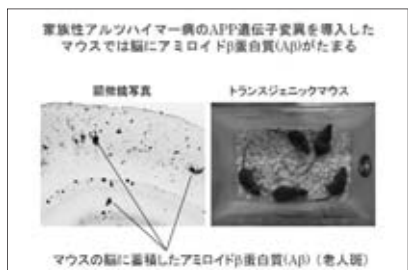 家族性アルツハイマー病のAPP遺伝子変異を導入した
マウスでは脳にアミロイドβ蛋白質(Aβ)がたまる
顕微鏡写真
トランスジェニックマウス
マウスの脳に蓄積したアミロイドβ蛋白質(Aβ)（老人斑）